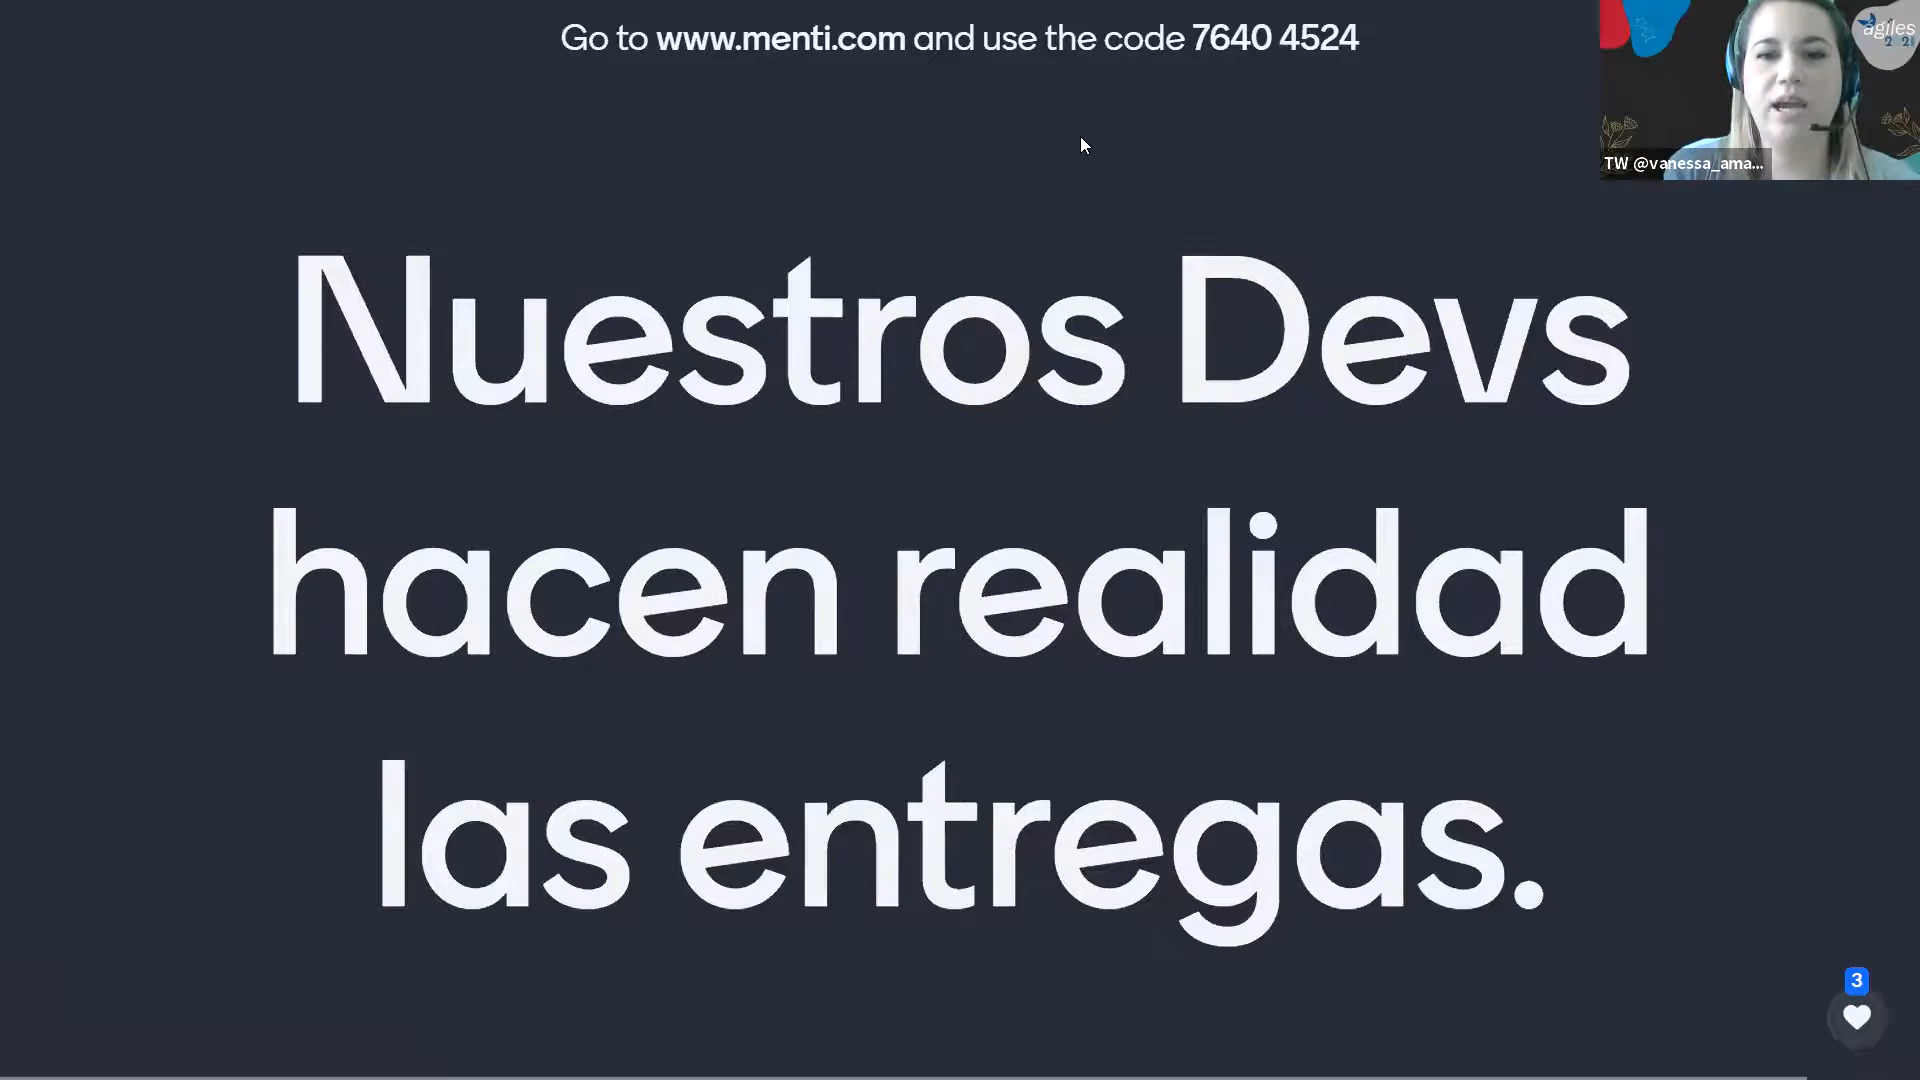 Go to www.menti.com and use the code 7640 4524
ágiles
TW @vanessa_ama...
Nuestros Devs
hacen realidad
las entregas.
3